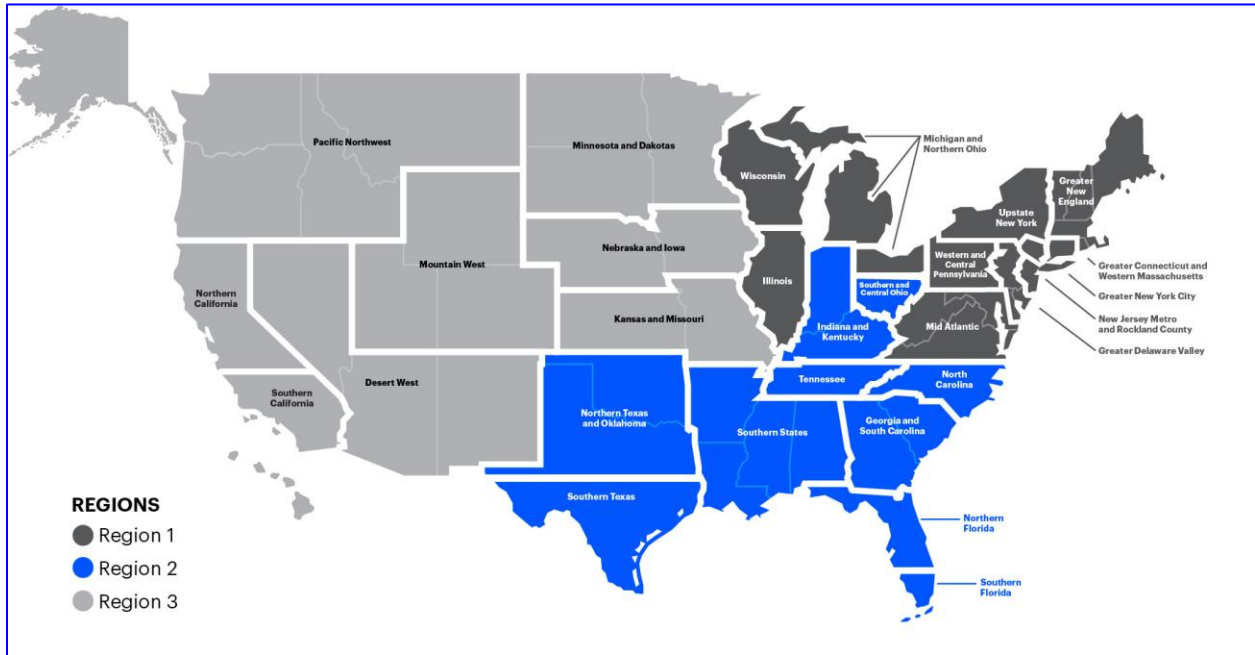 Pacific Northwest
Minnesota and Dakotas
Wisconsin
Michigan and
Northern Ohio
Greater
New
England
Upstate
New York
Mountain West
Nebraska and Iowa
Illinois
Western and
Central
Pennsylvania
Greater Connecticut and
Western Massachusetts
Greater New York City
New Jersey Metro
and Rockland County
Greater Delaware Valley
Northern
California
Kansas and Missouri
Southern and
Central Ohio
Indiana and
Kentucky
Mid Atlantic
Southern
California
Desert West
Tennessee
North
Carolina
Northern Texas
and Oklahoma
Southern States
Georgia and
South Carolina
Southern Texas
Northern
Florida
Southern
Florida
REGIONS
Region 1
Region 2
Region 3